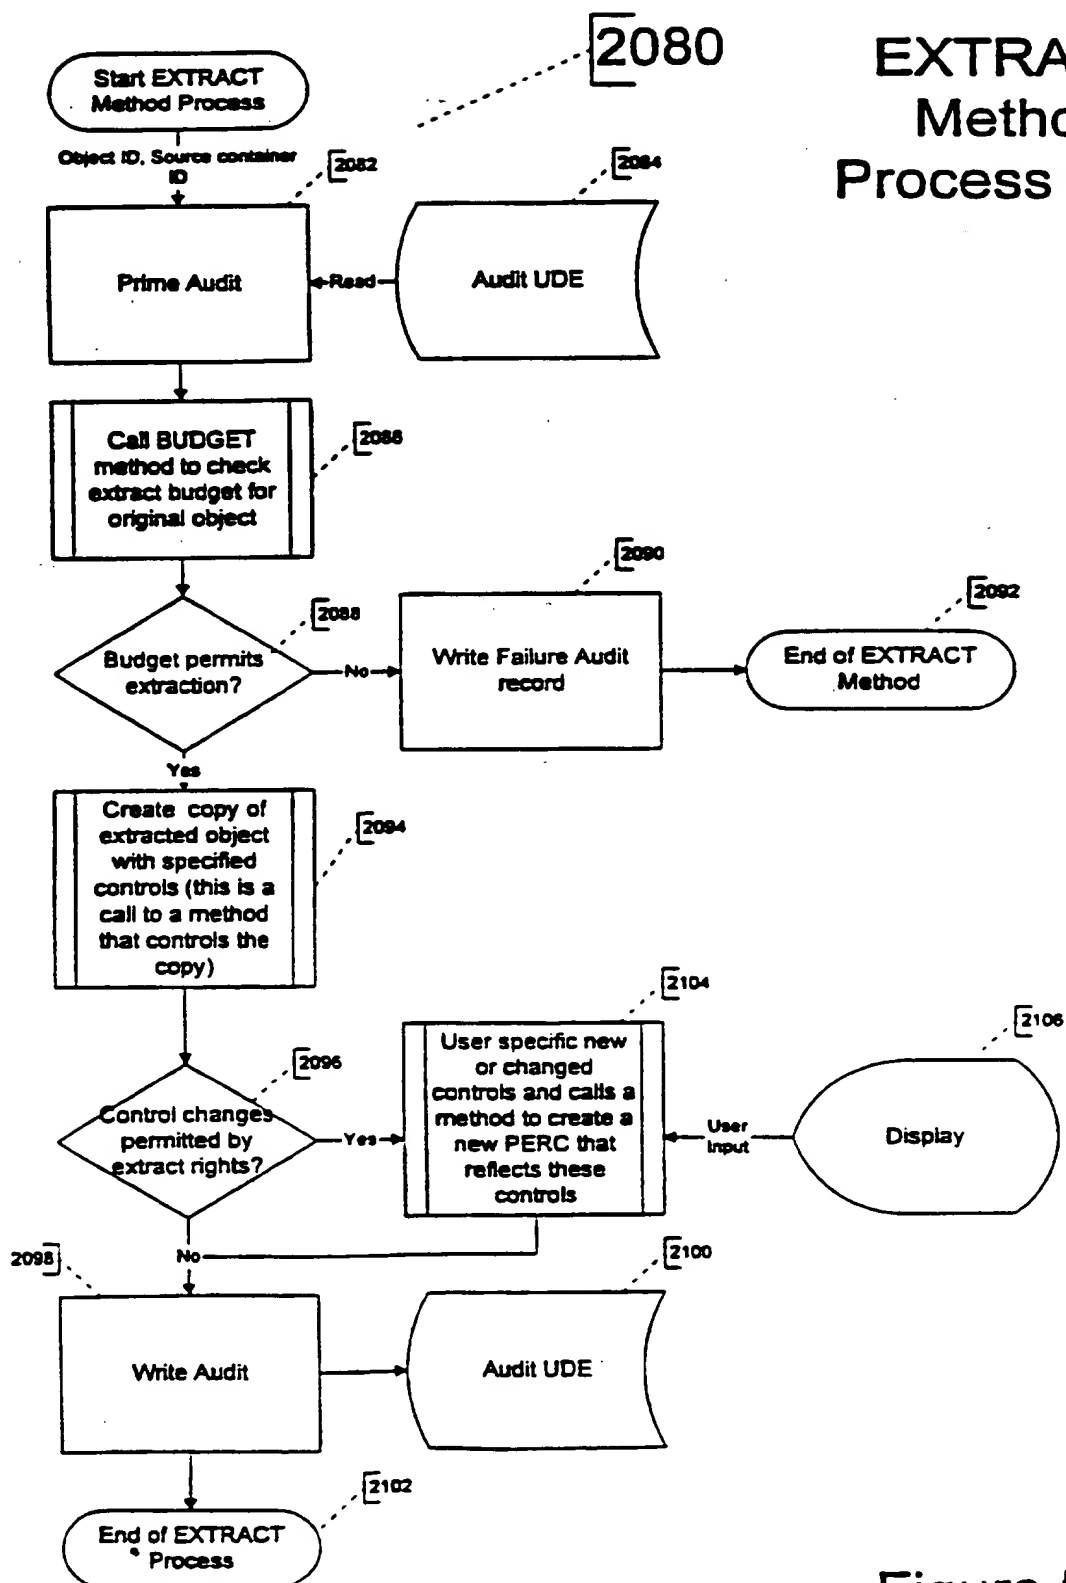 2080
EXTRA
Metho
Process
Start EXTRACT
Method Process
Object ID, Source container
ID
2082
2084
Prime Audit
Read
Audit UDE
Call BUDGET
method to check
extract budget for
original object
2086
2090
2092
2088
Budget permits
extraction?
No
Write Failure Audit
record
End of EXTRACT
Method
Yes
Create copy of
extracted object
with specified
controls (this is a
call to a method
that controls the
copy)
2094
2104
2106
2096
User specific new
or changed
controls and calls a
method to create a
new PERC that
reflects these
controls
Control changes
permitted by
extract rights?
Yes
User
Input
Display
No
2098
2100
Write Audit
Audit UDE
2102
End of EXTRACT
Process
Figure